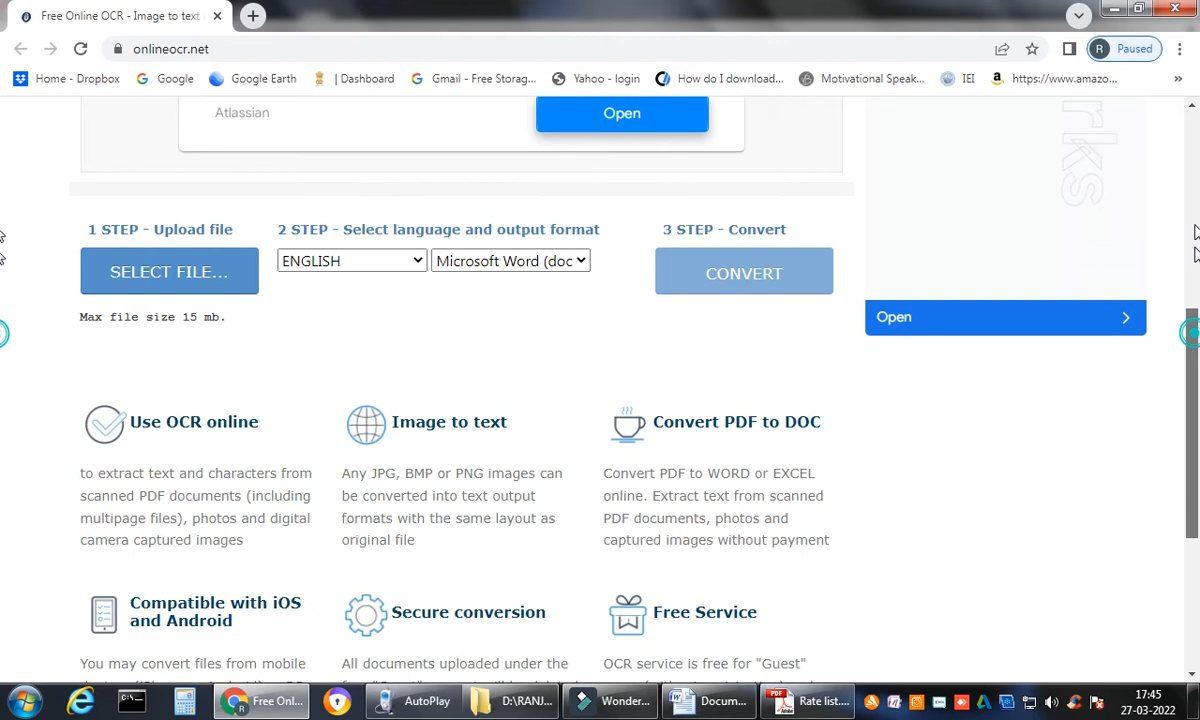 Free Online OCR - Image to text
onlineocr.net
R Paused
Home - Dropbox
Google
Google Earth
| Dashboard
Gmail - Free Storag...
Yahoo - login
How do I download...
Motivational Speak...
IEI
https://www.amazo...
»
Atlassian
Open
rks
Open
1 STEP - Upload file
2 STEP - Select language and output format
3 STEP - Convert
SELECT FILE...
ENGLISH
Microsoft Word (doc
CONVERT
Max file size 15 mb.
Use OCR online
to extract text and characters from
scanned PDF documents (including
multipage files), photos and digital
camera captured images
Image to text
Any JPG, BMP or PNG images can
be converted into text output
formats with the same layout as
original file
Convert PDF to DOC
Convert PDF to WORD or EXCEL
online. Extract text from scanned
PDF documents, photos and
captured images without payment
Compatible with iOS
and Android
You may convert files from mobile
Secure conversion
All documents uploaded under the
Free Service
OCR service is free for "Guest"
Free Onl...
AutoPlay
D:\RANJ...
Wonder...
Docum...
Rate list....
17:45
27-03-2022